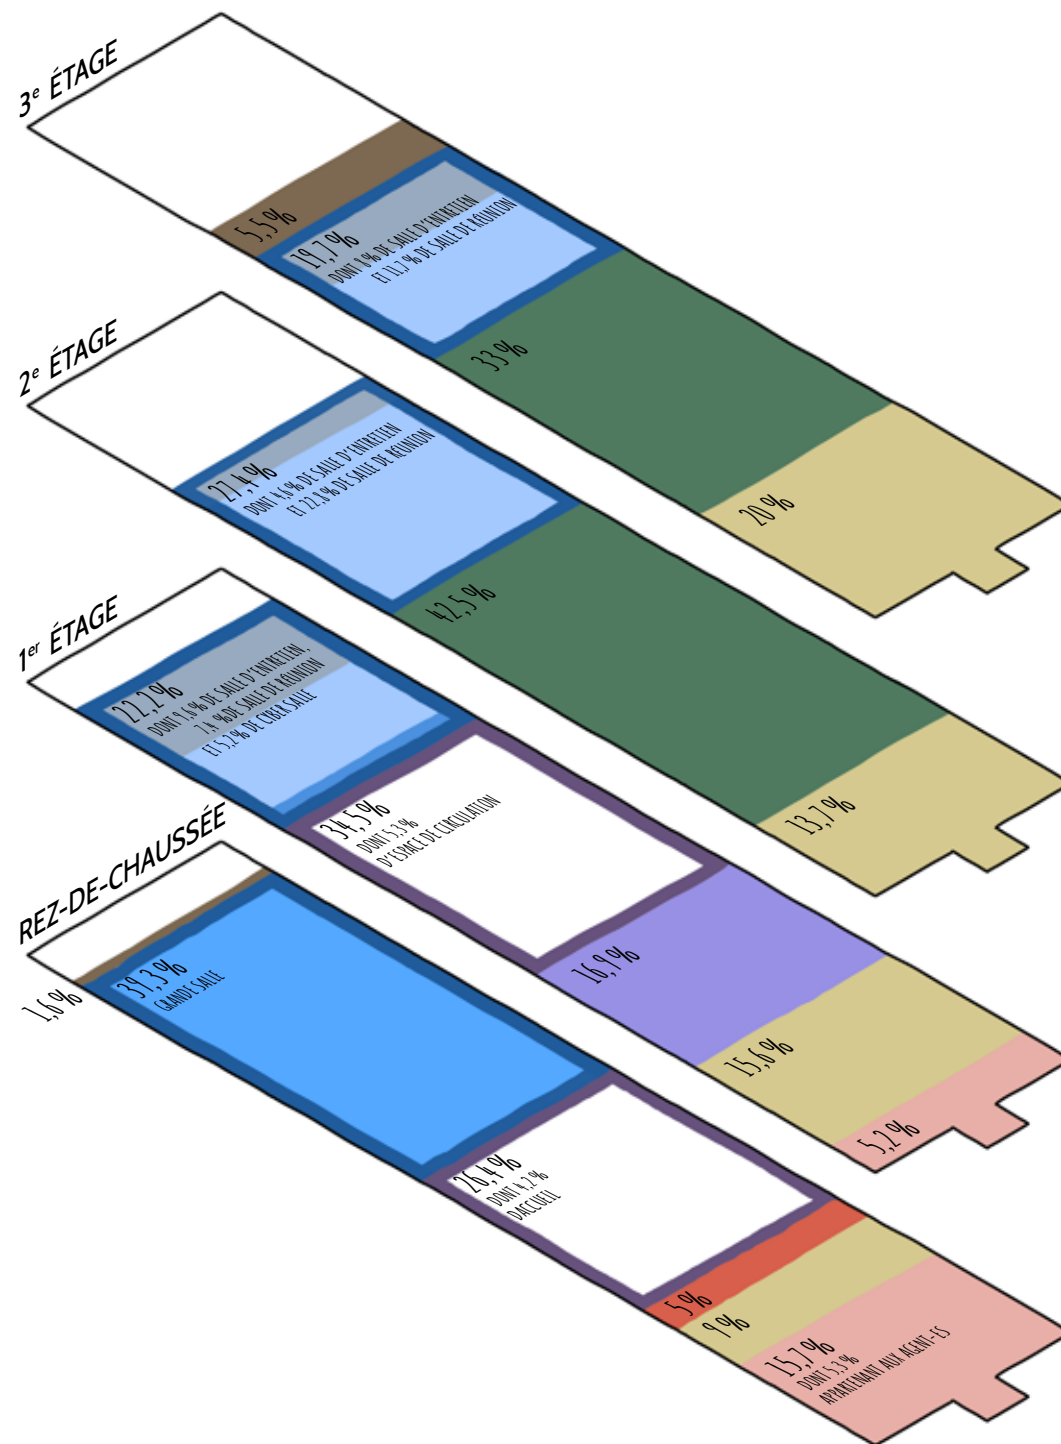 3e ÉTAGE
5,5%
19,7%
DONT 8% DE SALLE D'ENTRETIEN
ET 11,7% DE SALLE DE RÉUNION
33%
20%
2e ÉTAGE
27,4%
DONT 4,6% DE SALLE D'ENTRETIEN
ET 22,8% DE SALLE DE RÉUNION
42,5%
13,7%
1er ÉTAGE
22,2%
DONT 9,6% DE SALLE D'ENTRETIEN,
7,4 %DE SALLE DE RÉUNION
ET 5,2% DE CYBER SALLE
34,5%
DONT 5,3%
D'ESPACE DE CIRCULATION
16,9%
15,6%
5,2%
REZ-DE-CHAUSSÉE
1,6%
39,3%
GRANDE SALLE
26,4%
DONT 4,2%
DACCUEIL
5%
9%
15,7%
DONT 5,3%
APPARTENANT AUX AGENT-ES